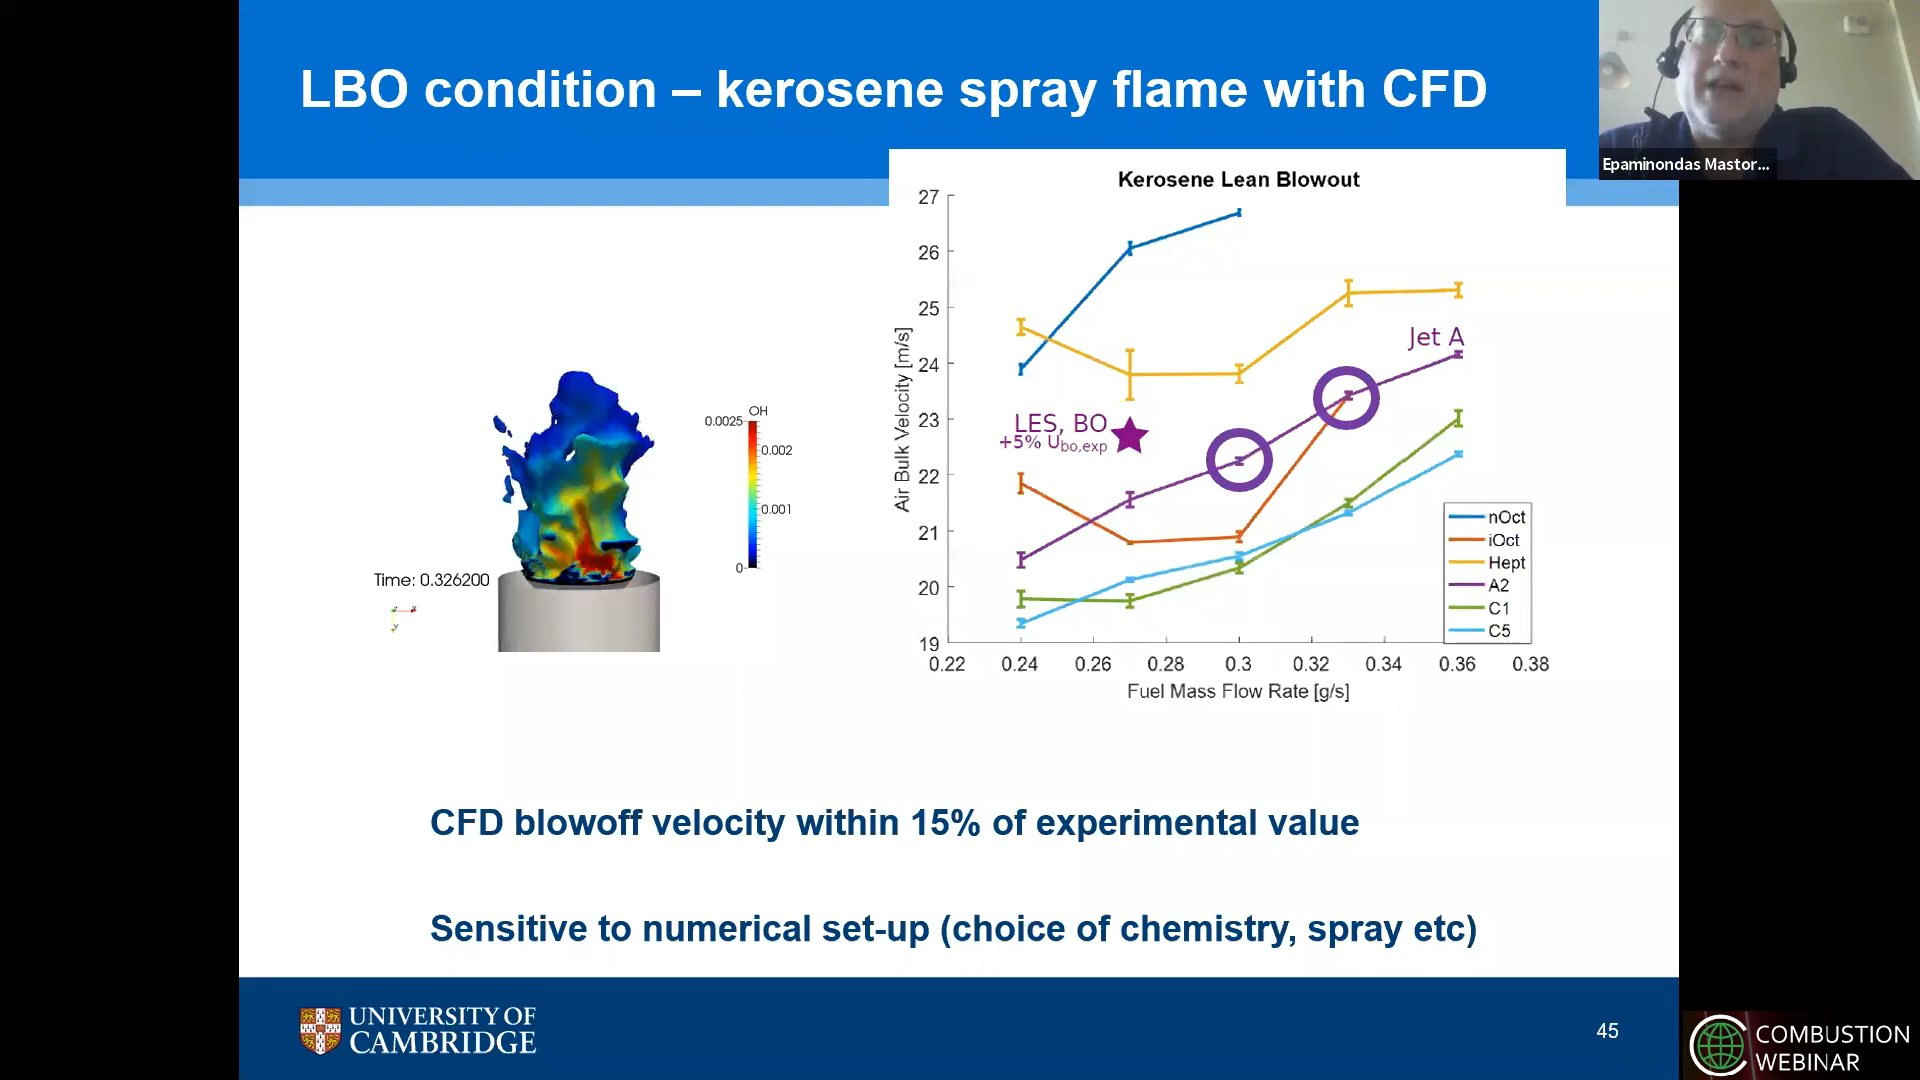 LBO condition – kerosene spray flame with CFD
Epaminondas Mastor...
Kerosene Lean Blowout
27
26
25
24
23
22
21
20
19
Air Bulk Velocity [m/s]
0.22 0.24 0.26 0.28 0.3 0.32 0.34 0.36 0.38
Fuel Mass Flow Rate [g/s]
Jet A
LES, BO
+5% Ubo,exp
nOct
iOct
Hept
A2
C1
C5
OH
0.0025
0.002
0.001
0
Time: 0.326200
CFD blowoff velocity within 15% of experimental value
Sensitive to numerical set-up (choice of chemistry, spray etc)
UNIVERSITY OF
CAMBRIDGE
45
COMBUSTION
WEBINAR